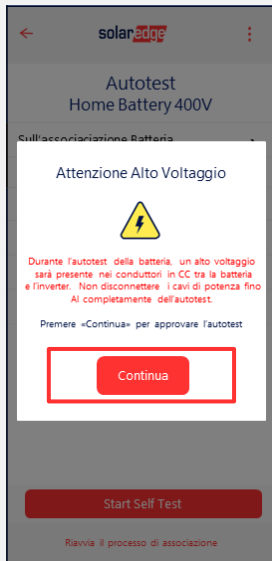 solaredge
Autotest
Home Battery 400V
Sull'associaciazione Batteria
Attenzione Alto Voltaggio
Durante l'autotest della batteria, un alto voltaggio
sarà presente nei conduttori in CC tra la batteria
e l'inverter. Non disconnettere i cavi di potenza fino
Al completamente dell'autotest.
Premere «Continua» per approvare l'autotest
Continua
Start Self Test
Riavvia il processo di associazione